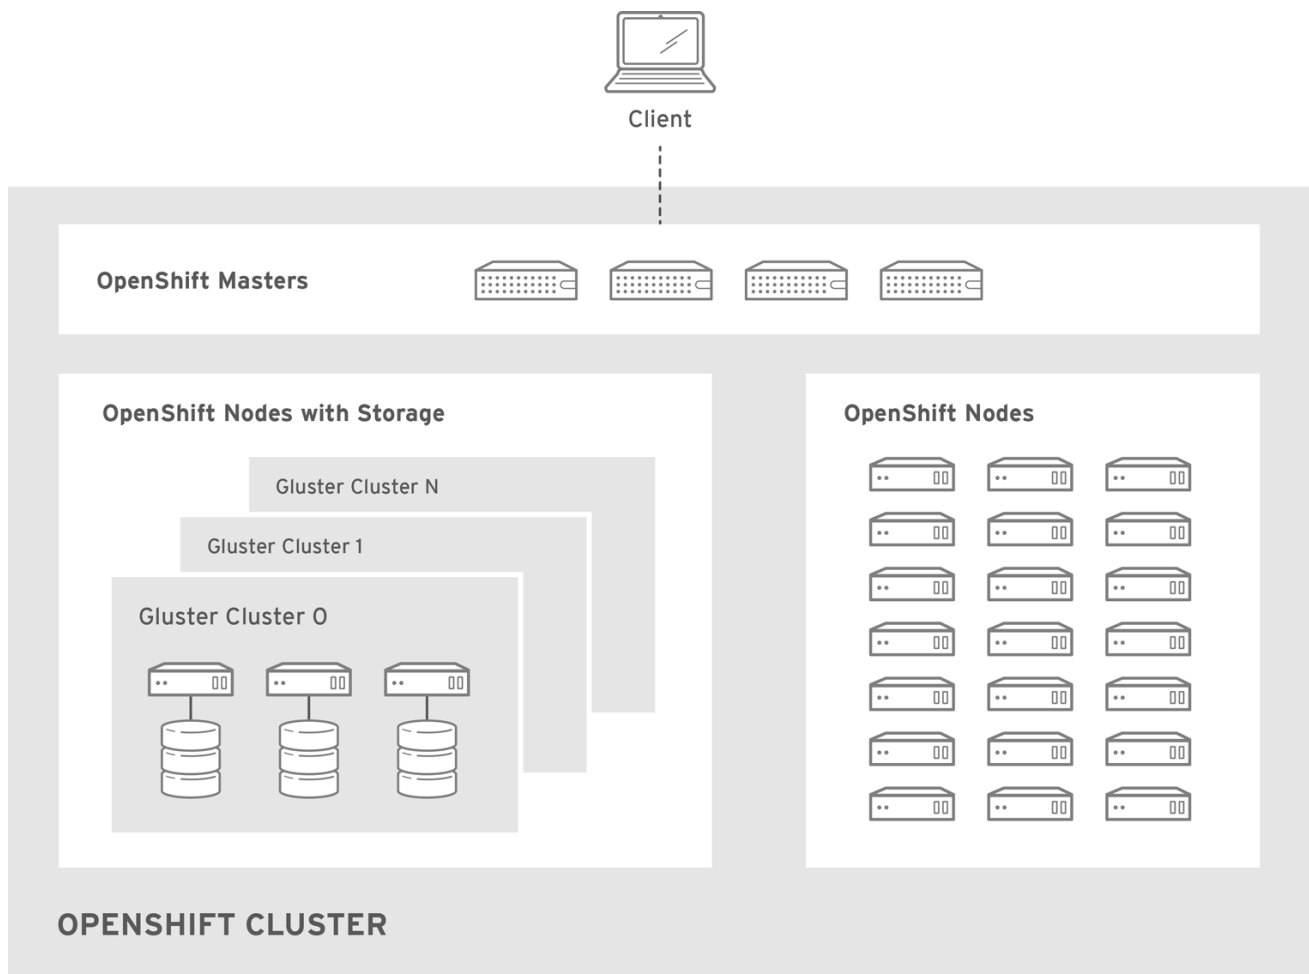 Client
OpenShift Masters
OpenShift Nodes with Storage
Gluster Cluster N
Gluster Cluster 1
Gluster Cluster 0
OpenShift Nodes
OPENSHIFT CLUSTER